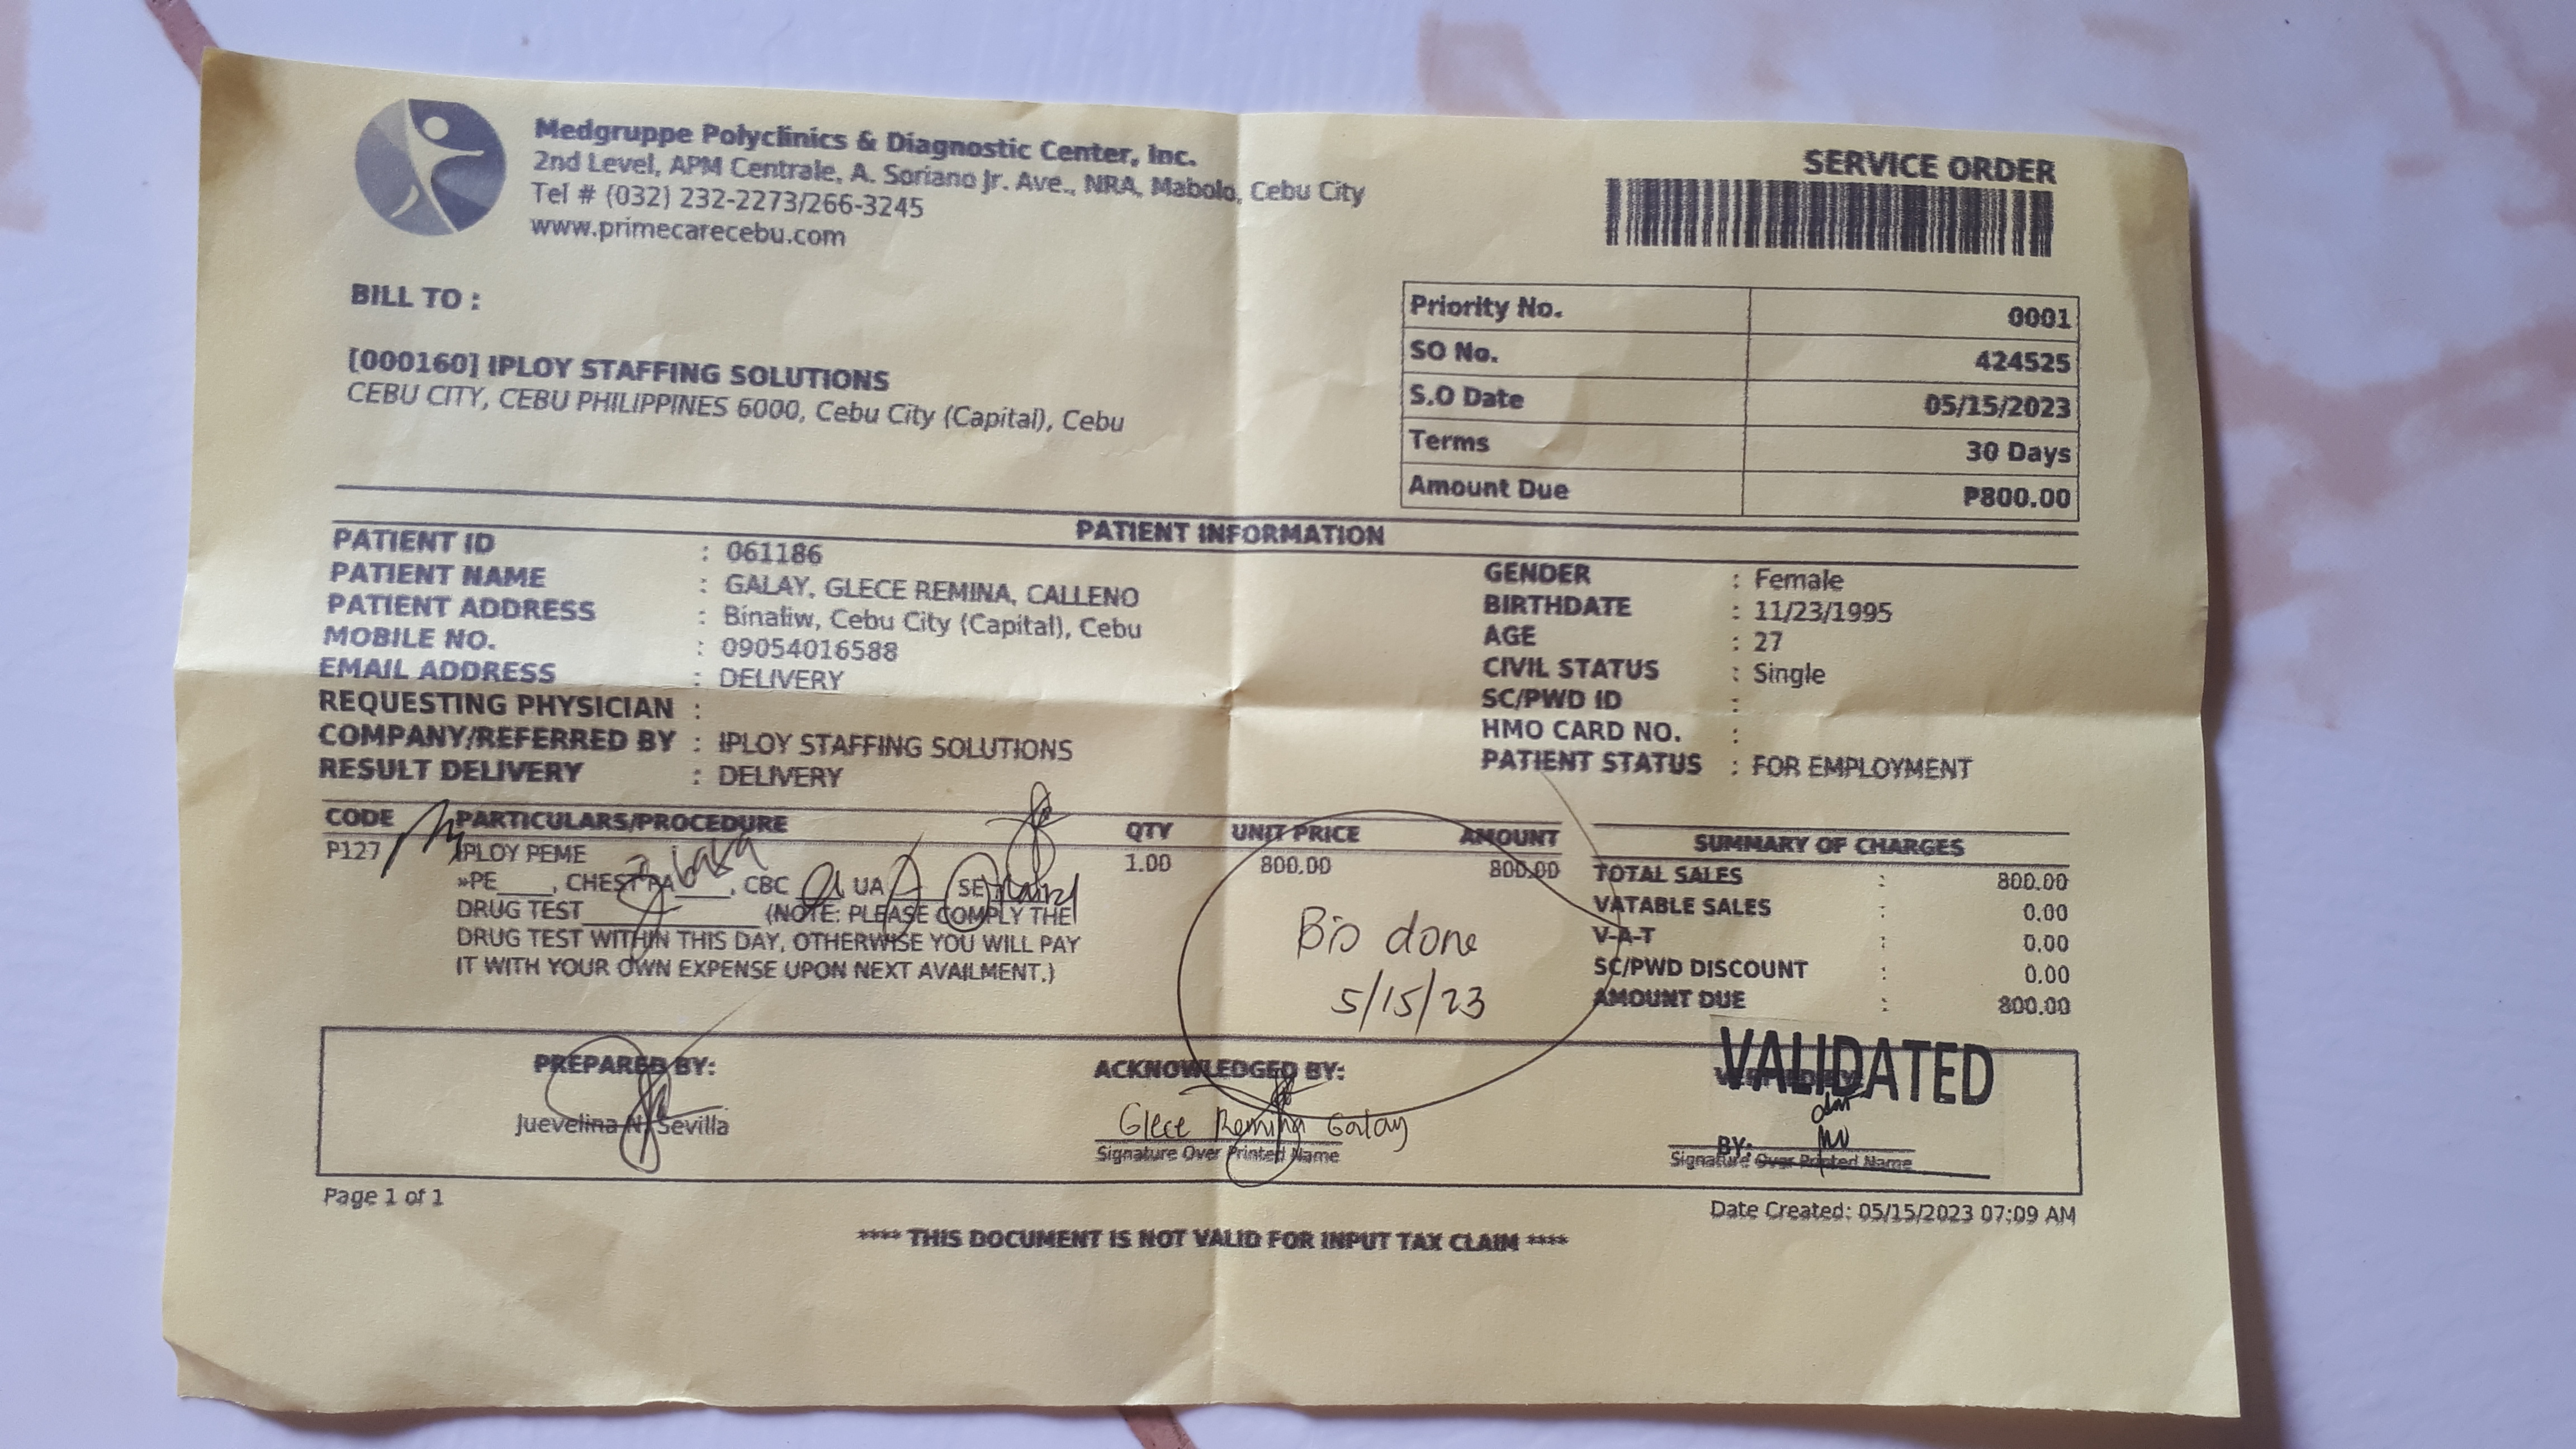 Medgruppe Polyclinics & Diagnostic Center, Inc.
2nd Level, APM Centrale, A. Soriano Jr. Ave., NRA, Mabolo, Cebu City
Tel # (032) 232-2273/266-3245
www.primecarecebu.com
SERVICE ORDER
BILL TO :
[000160] IPLOY STAFFING SOLUTIONS
CEBU CITY, CEBU PHILIPPINES 6000, Cebu City (Capital), Cebu
Priority No. 0001
SO No. 424525
S.O Date 05/15/2023
Terms 30 Days
Amount Due ₱800.00
PATIENT INFORMATION
PATIENT ID : 061186
PATIENT NAME : GALAY, GLECE REMINA, CALLENO
PATIENT ADDRESS : Binaliw, Cebu City (Capital), Cebu
MOBILE NO. : 09054016588
EMAIL ADDRESS : DELIVERY
REQUESTING PHYSICIAN :
COMPANY/REFERRED BY : IPLOY STAFFING SOLUTIONS
RESULT DELIVERY : DELIVERY
GENDER : Female
BIRTHDATE : 11/23/1995
AGE : 27
CIVIL STATUS : Single
SC/PWD ID :
HMO CARD NO. :
PATIENT STATUS : FOR EMPLOYMENT
CODE PARTICULARS/PROCEDURE QTY UNIT PRICE AMOUNT
P127 IPLOY PEME 1.00 800.00 800.00
»PE____, CHEST PA____, CBC UA SE
DRUG TEST____________ (NOTE: PLEASE COMPLY THE
DRUG TEST WITHIN THIS DAY, OTHERWISE YOU WILL PAY
IT WITH YOUR OWN EXPENSE UPON NEXT AVAILMENT.)
Bio done
5/15/23
SUMMARY OF CHARGES
TOTAL SALES : 800.00
VATABLE SALES : 0.00
V-A-T : 0.00
SC/PWD DISCOUNT : 0.00
AMOUNT DUE : 800.00
PREPARED BY:
Juevelina N. Sevilla
ACKNOWLEDGED BY:
Glece Remina Galay
Signature Over Printed Name
VALIDATED
BY:
Signature Over Printed Name
Page 1 of 1
Date Created: 05/15/2023 07:09 AM
**** THIS DOCUMENT IS NOT VALID FOR INPUT TAX CLAIM ****